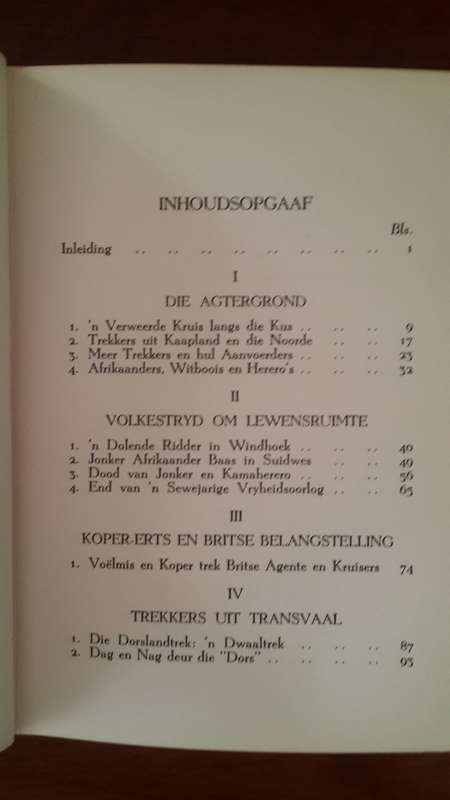 INHOUDSOPGAAF
Bls.
Inleiding .. .. .. .. .. .. .. .. 1
I
DIE AGTERGROND
1. 'n Verweerde Kruis langs die Kus .. .. .. 9
2. Trekkers uit Kaapland en die Noorde .. .. 17
3. Meer Trekkers en hul Aanvoerders .. .. .. 23
4. Afrikaanders, Witboois en Herero's .. .. .. 32
II
VOLKESTRYD OM LEWENSRUIMTE
1. 'n Dolende Ridder in Windhoek .. .. .. 40
2. Jonker Afrikaander Baas in Suidwes .. .. 49
3. Dood van Jonker en Kamaherero .. .. .. 56
4. End van 'n Sewejarige Vryheidsoorlog .. .. 65
III
KOPER-ERTS EN BRITSE BELANGSTELLING
1. Voëlmis en Koper trek Britse Agente en Kruisers 74
IV
TREKKERS UIT TRANSVAAL
1. Die Dorslandtrek: 'n Dwaaltrek .. .. .. 87
2. Dag en Nag deur die "Dors" .. .. .. .. 93